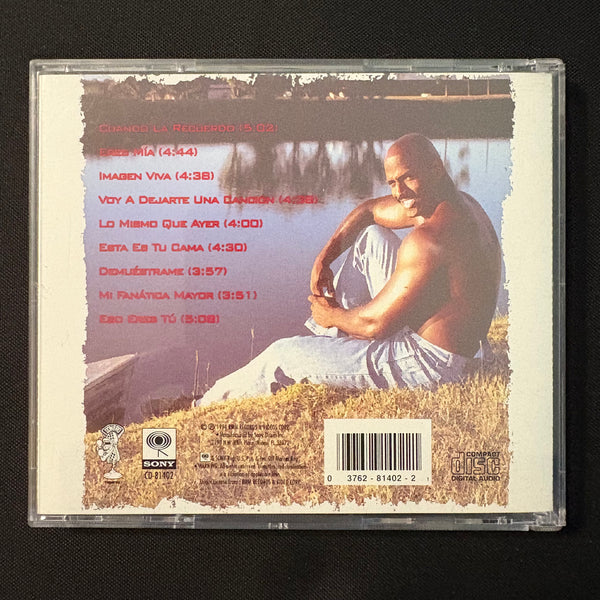 Cuando La Recuerdo (5:02)
Eres Mía (4:44)
Imagen Viva (4:38)
Voy A Dejarte Una Canción (4:38)
Lo Mismo Que Ayer (4:00)
Esta Es Tu Cama (4:30)
Demuéstrame (3:57)
Mi Fanática Mayor (3:51)
Eso Eres Tú (5:08)
SONY
CD-81402
COMPACT
disc
DIGITAL AUDIO
0 3762-81402-2